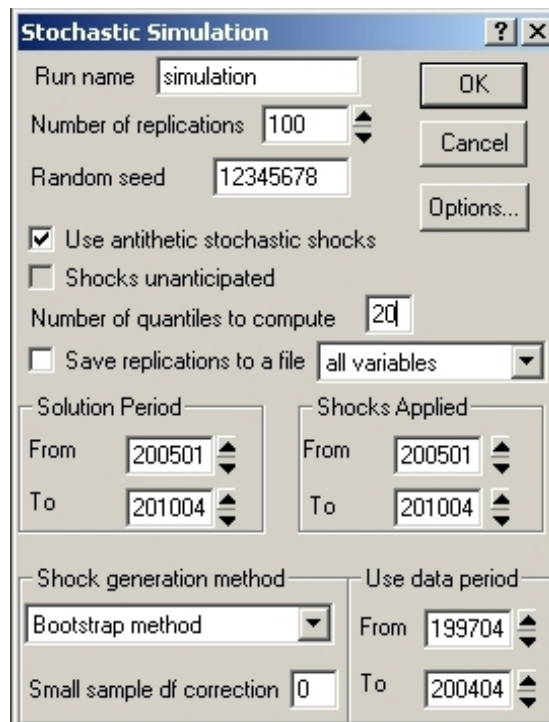 Stochastic Simulation
Run name simulation
OK
Number of replications 100
Cancel
Random seed 12345678
Options...
Use antithetic stochastic shocks
Shocks unanticipated
Number of quantiles to compute 20
Save replications to a file all variables
Solution Period
From 200501
To 201004
Shocks Applied
From 200501
To 201004
Shock generation method
Bootstrap method
Small sample df correction 0
Use data period
From 199704
To 200404